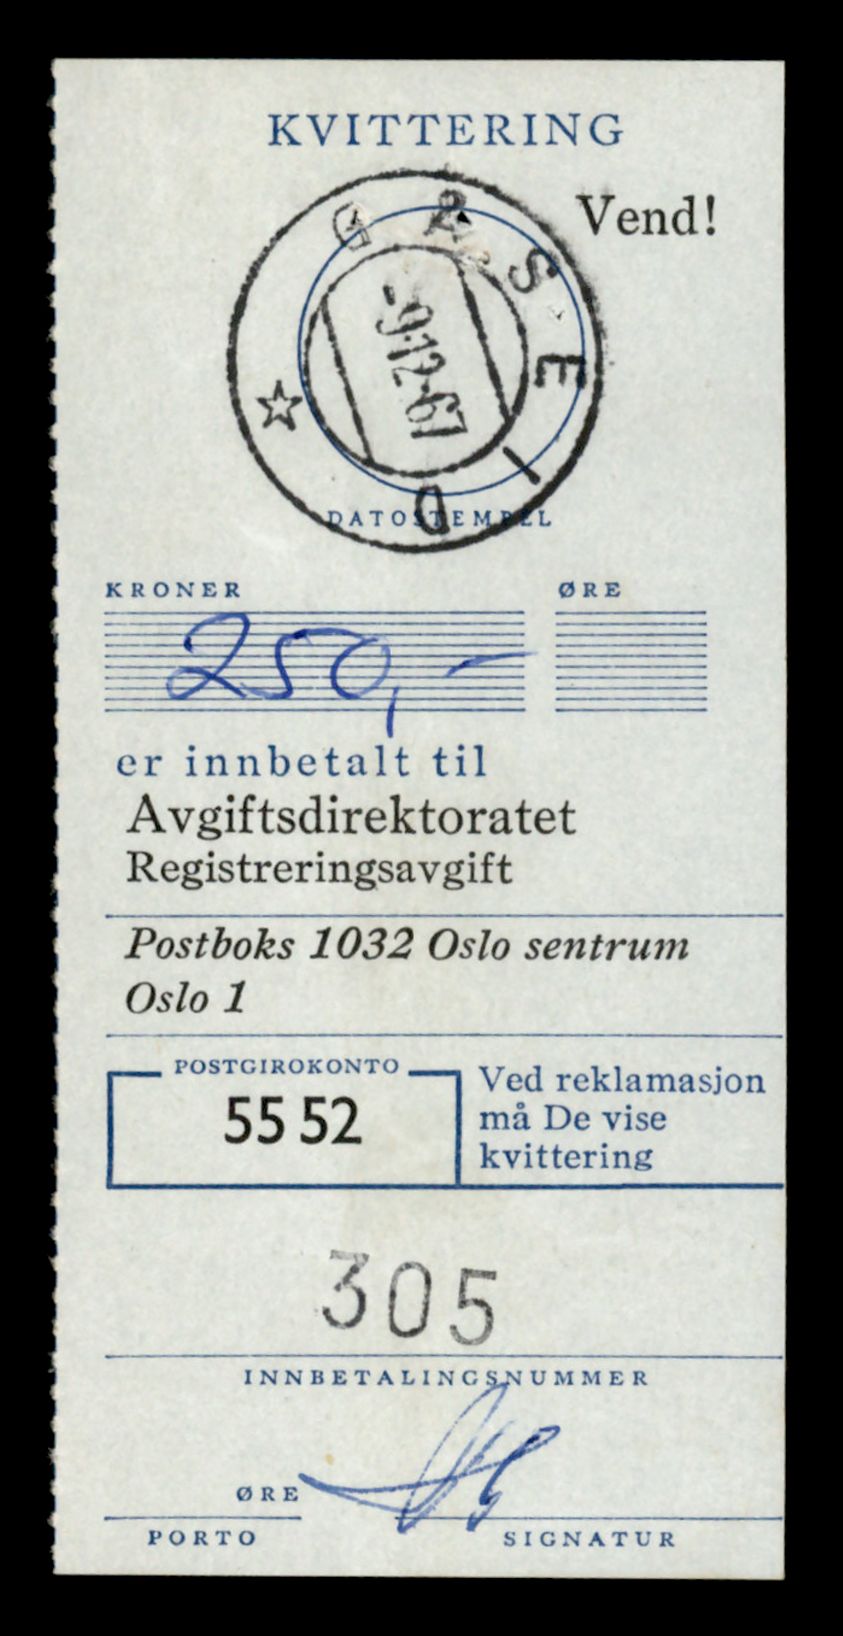 KVITTERING
Vend!
-9.12.67
DATOSTEMPEL
KRONER ØRE
250,-
er innbetalt til
Avgiftsdirektoratet
Registreringsavgift
Postboks 1032 Oslo sentrum
Oslo 1
POSTGIROKONTO
55 52
Ved reklamasjon
må De vise
kvittering
305
INNBETALINGSNUMMER
ØRE
PORTO SIGNATUR